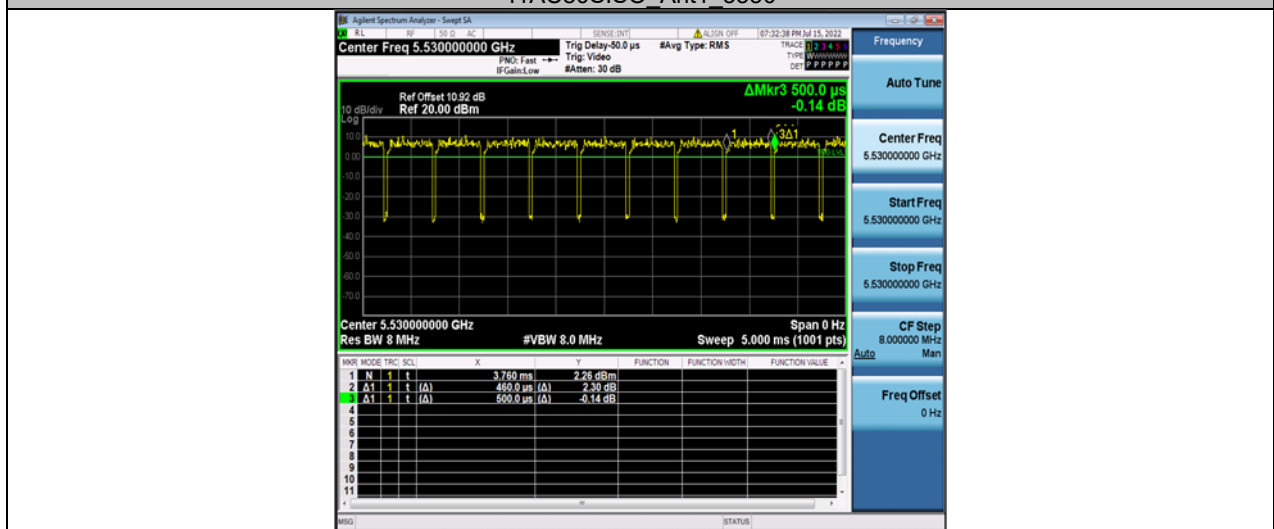 Agilent Spectrum Analyzer - Swept SA
RL RF 50 Ω AC SENSE:INT ALIGN OFF 07:32:38 PM Jul 15, 2022
Center Freq 5.530000000 GHz
Trig Delay-50.0 µs #Avg Type: RMS TRACE 1 2 3 4 5 6
PNO: Fast Trig: Video TYPE
IFGain:Low #Atten: 30 dB DET P P P P P P
Frequency
Auto Tune
ΔMkr3 500.0 µs
Ref Offset 10.92 dB -0.14 dB
10 dB/div Ref 20.00 dBm
Log
10.0
1 3Δ1
0.00
-10.0
-20.0
-30.0
-40.0
-50.0
-60.0
-70.0
Center 5.530000000 GHz Span 0 Hz
Res BW 8 MHz #VBW 8.0 MHz Sweep 5.000 ms (1001 pts)
Center Freq
5.530000000 GHz
Start Freq
5.530000000 GHz
Stop Freq
5.530000000 GHz
CF Step
8.000000 MHz
Auto Man
Freq Offset
0 Hz
MKR MODE TRC SCL X Y FUNCTION FUNCTION WIDTH FUNCTION VALUE
1 N 1 t 3.760 ms 2.26 dBm
2 Δ1 1 t (Δ) 460.0 µs (Δ) 2.30 dB
3 Δ1 1 t (Δ) 500.0 µs (Δ) -0.14 dB
4
5
6
7
8
9
10
11
MSG STATUS